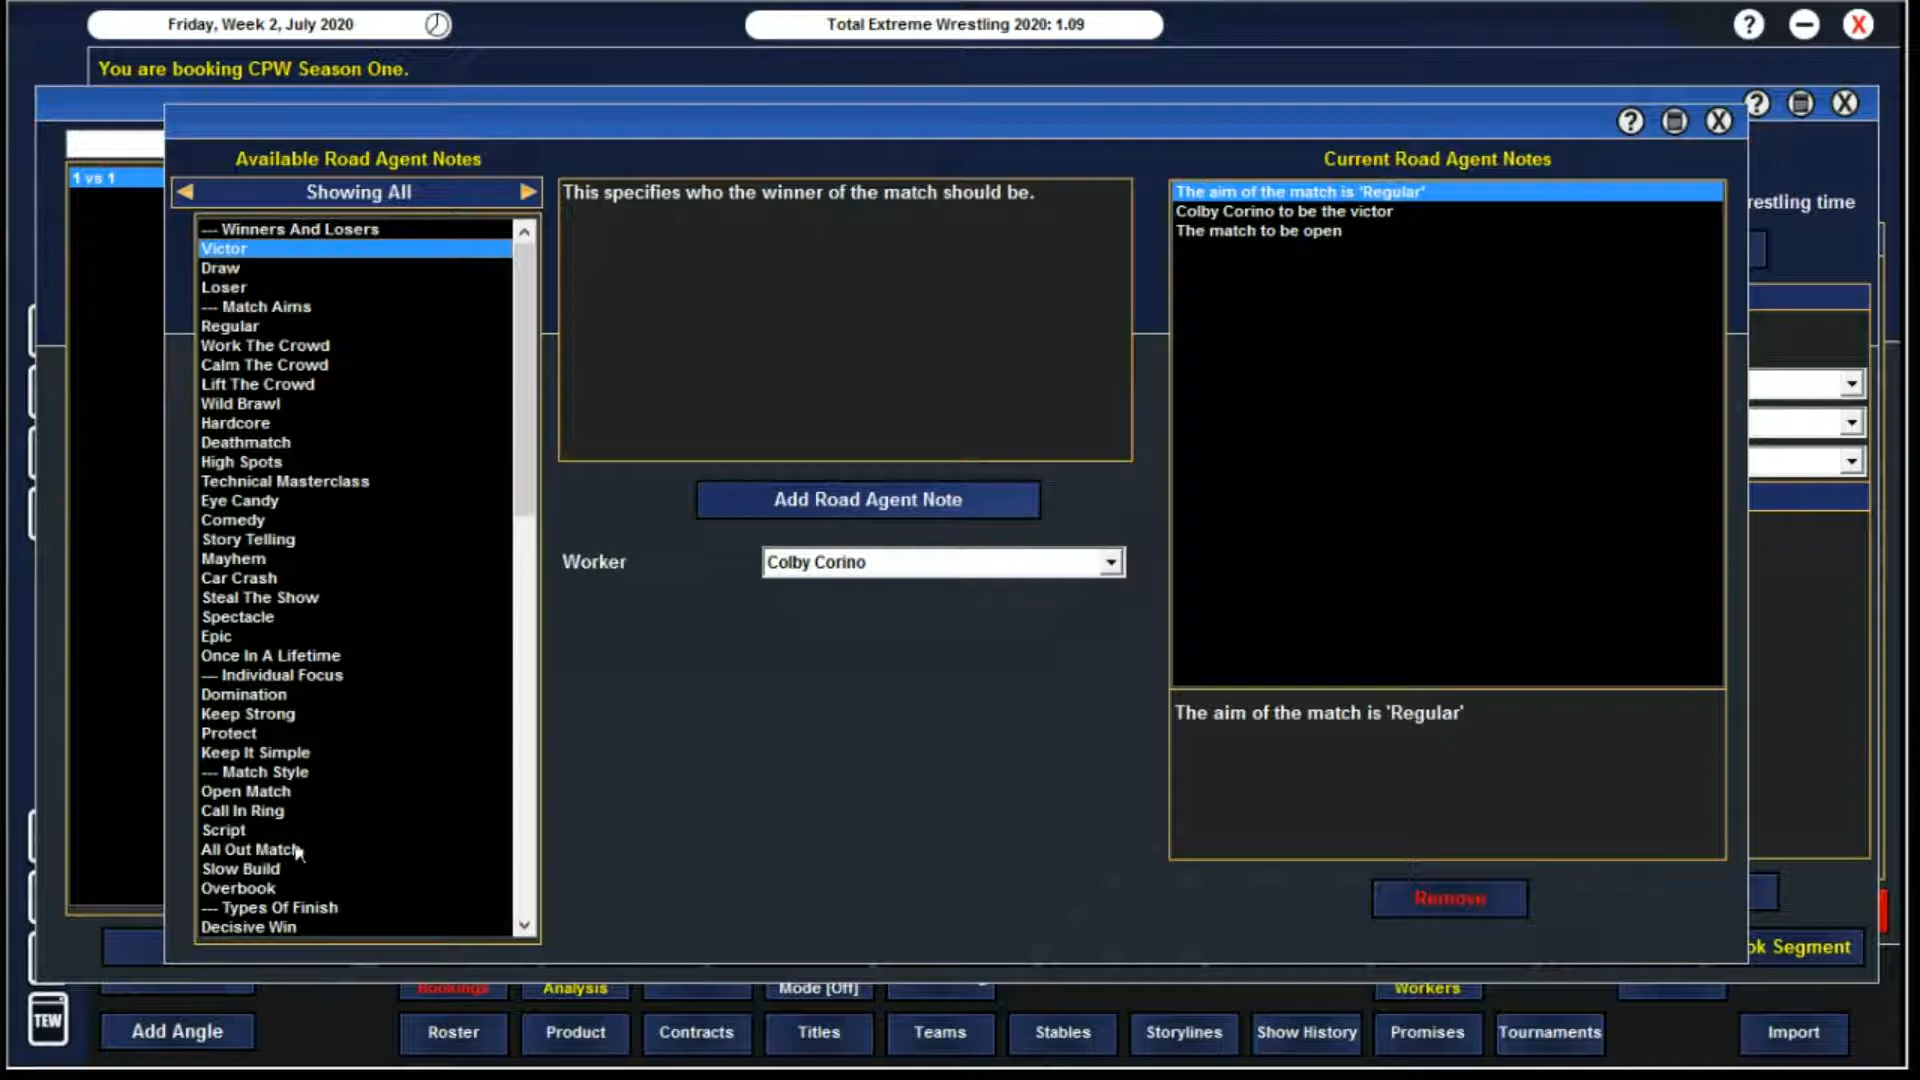 Friday, Week 2, July 2020
Total Extreme Wrestling 2020: 1.09
?
X
You are booking CPW Season One.
?
X
?
X
Available Road Agent Notes
Current Road Agent Notes
1 vs 1
Showing All
--- Winners And Losers
Victor
Draw
Loser
--- Match Aims
Regular
Work The Crowd
Calm The Crowd
Lift The Crowd
Wild Brawl
Hardcore
Deathmatch
High Spots
Technical Masterclass
Eye Candy
Comedy
Story Telling
Mayhem
Car Crash
Steal The Show
Spectacle
Epic
Once In A Lifetime
--- Individual Focus
Domination
Keep Strong
Protect
Keep It Simple
--- Match Style
Open Match
Call In Ring
Script
All Out Match
Slow Build
Overbook
--- Types Of Finish
Decisive Win
This specifies who the winner of the match should be.
Add Road Agent Note
Worker
Colby Corino
The aim of the match is 'Regular'
Colby Corino to be the victor
The match to be open
restling time
The aim of the match is 'Regular'
Remove
ok Segment
Bookings
Analysis
Mode [Off]
Workers
TEW
Add Angle
Roster
Product
Contracts
Titles
Teams
Stables
Storylines
Show History
Promises
Tournaments
Import